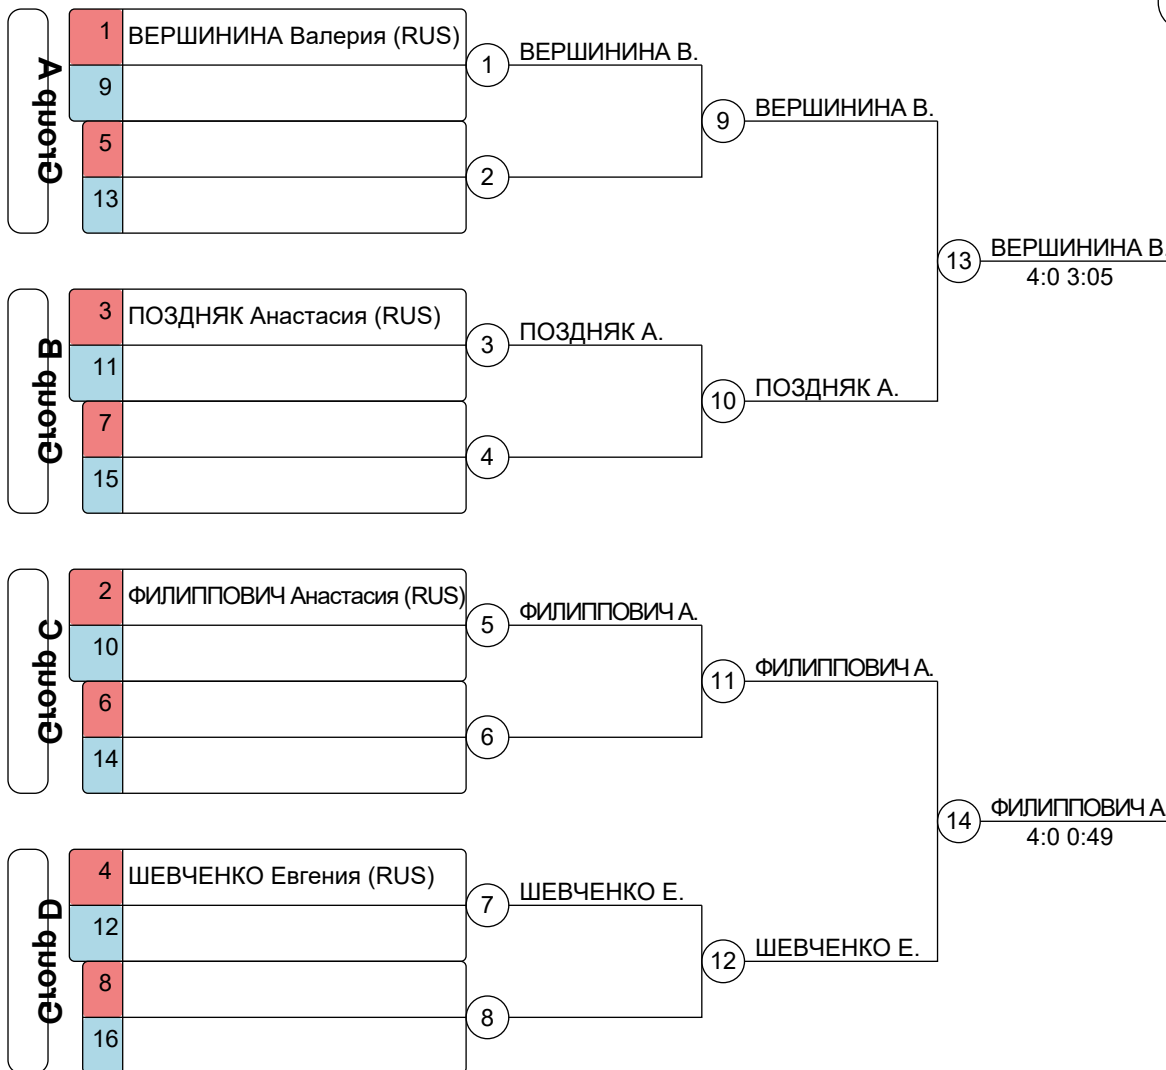 1 ВЕРШИНИНА Валерия (RUS)
9
5
13
1 ВЕРШИНИНА В.
2
9 ВЕРШИНИНА В.
3 ПОЗДНЯК Анастасия (RUS)
11
7
15
3 ПОЗДНЯК А.
4
10 ПОЗДНЯК А.
13 ВЕРШИНИНА В.
4:0 3:05
2 ФИЛИППОВИЧ Анастасия (RUS)
10
6
14
5 ФИЛИППОВИЧ А.
6
11 ФИЛИППОВИЧ А.
4 ШЕВЧЕНКО Евгения (RUS)
12
8
16
7 ШЕВЧЕНКО Е.
8
12 ШЕВЧЕНКО Е.
14 ФИЛИППОВИЧ А
4:0 0:49